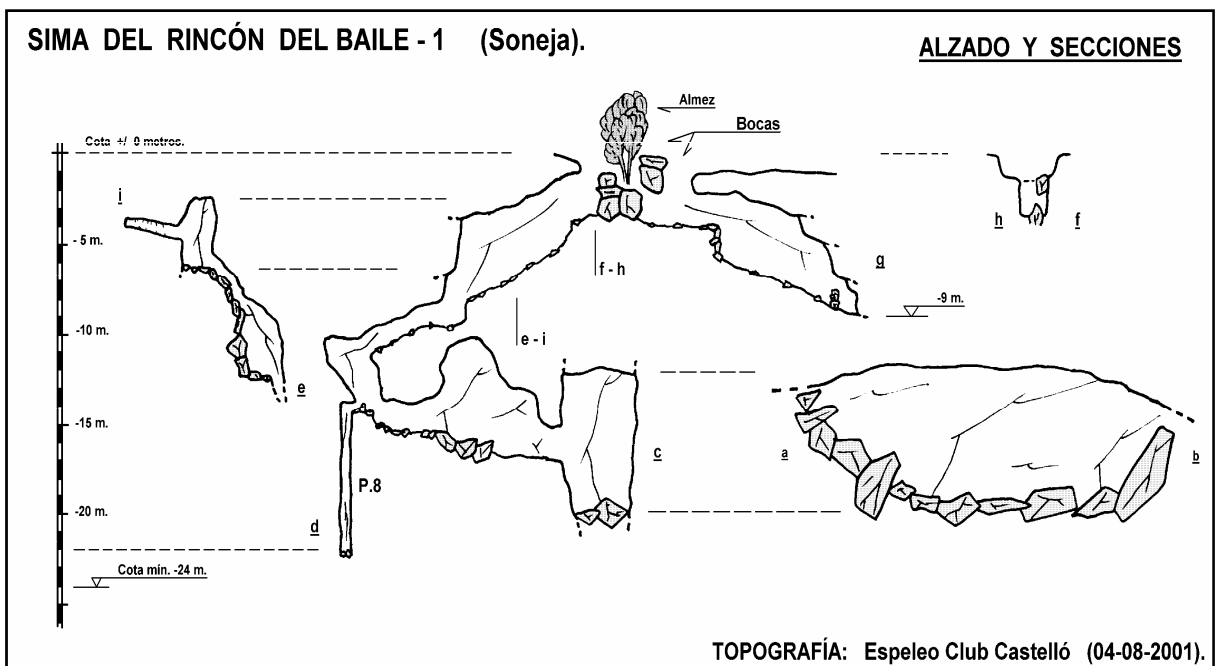 SIMA DEL RINCÓN DEL BAILE - 1 (Soneja).
ALZADO Y SECCIONES
Almez
Bocas
Cota +/- 0 metros.
i
h
f
- 5 m.
g
f - h
-9 m.
-10 m.
e - i
e
-15 m.
c
a
b
P.8
-20 m.
d
Cota mín. -24 m.
TOPOGRAFÍA: Espeleo Club Castelló (04-08-2001).